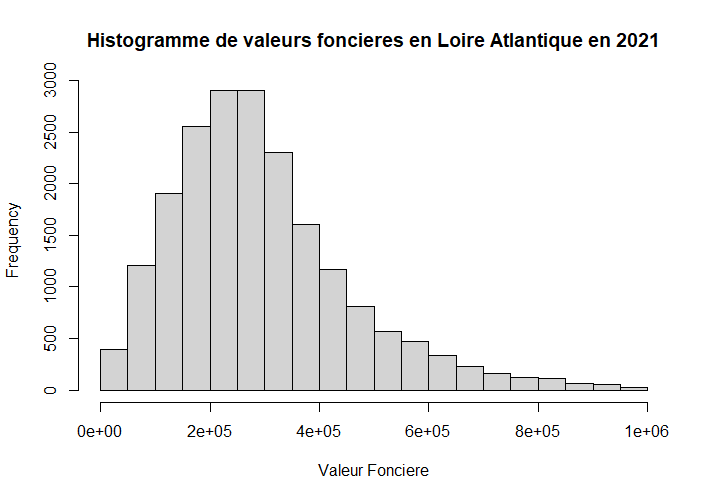 Histogramme de valeurs foncieres en Loire Atlantique en 2021
Frequency
3000
2500
2000
1500
1000
500
0
0e+00 2e+05 4e+05 6e+05 8e+05 1e+06
Valeur Fonciere